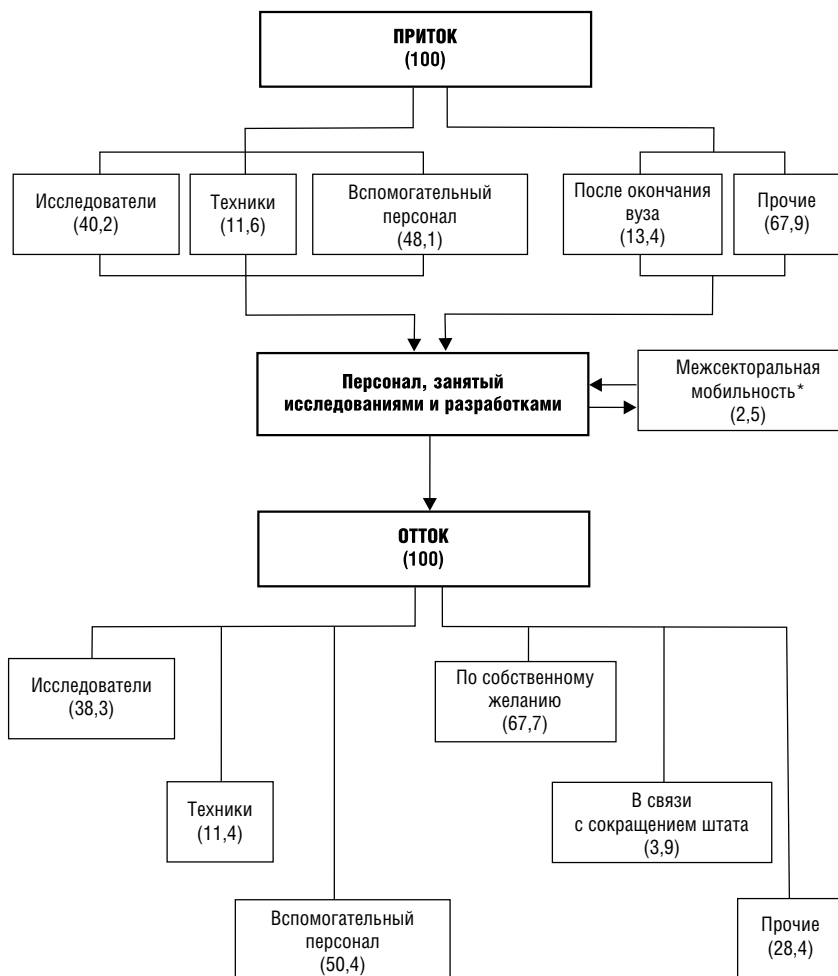 ПРИТОК
(100)
Исследователи
(40,2)
Техники
(11,6)
Вспомогательный
персонал
(48,1)
После окончания
вуза
(13,4)
Прочие
(67,9)
Персонал, занятый
исследованиями и разработками
Межсекторальная
мобильность*
(2,5)
ОТТОК
(100)
Исследователи
(38,3)
Техники
(11,4)
Вспомогательный
персонал
(50,4)
По собственному
желанию
(67,7)
В связи
с сокращением штата
(3,9)
Прочие
(28,4)